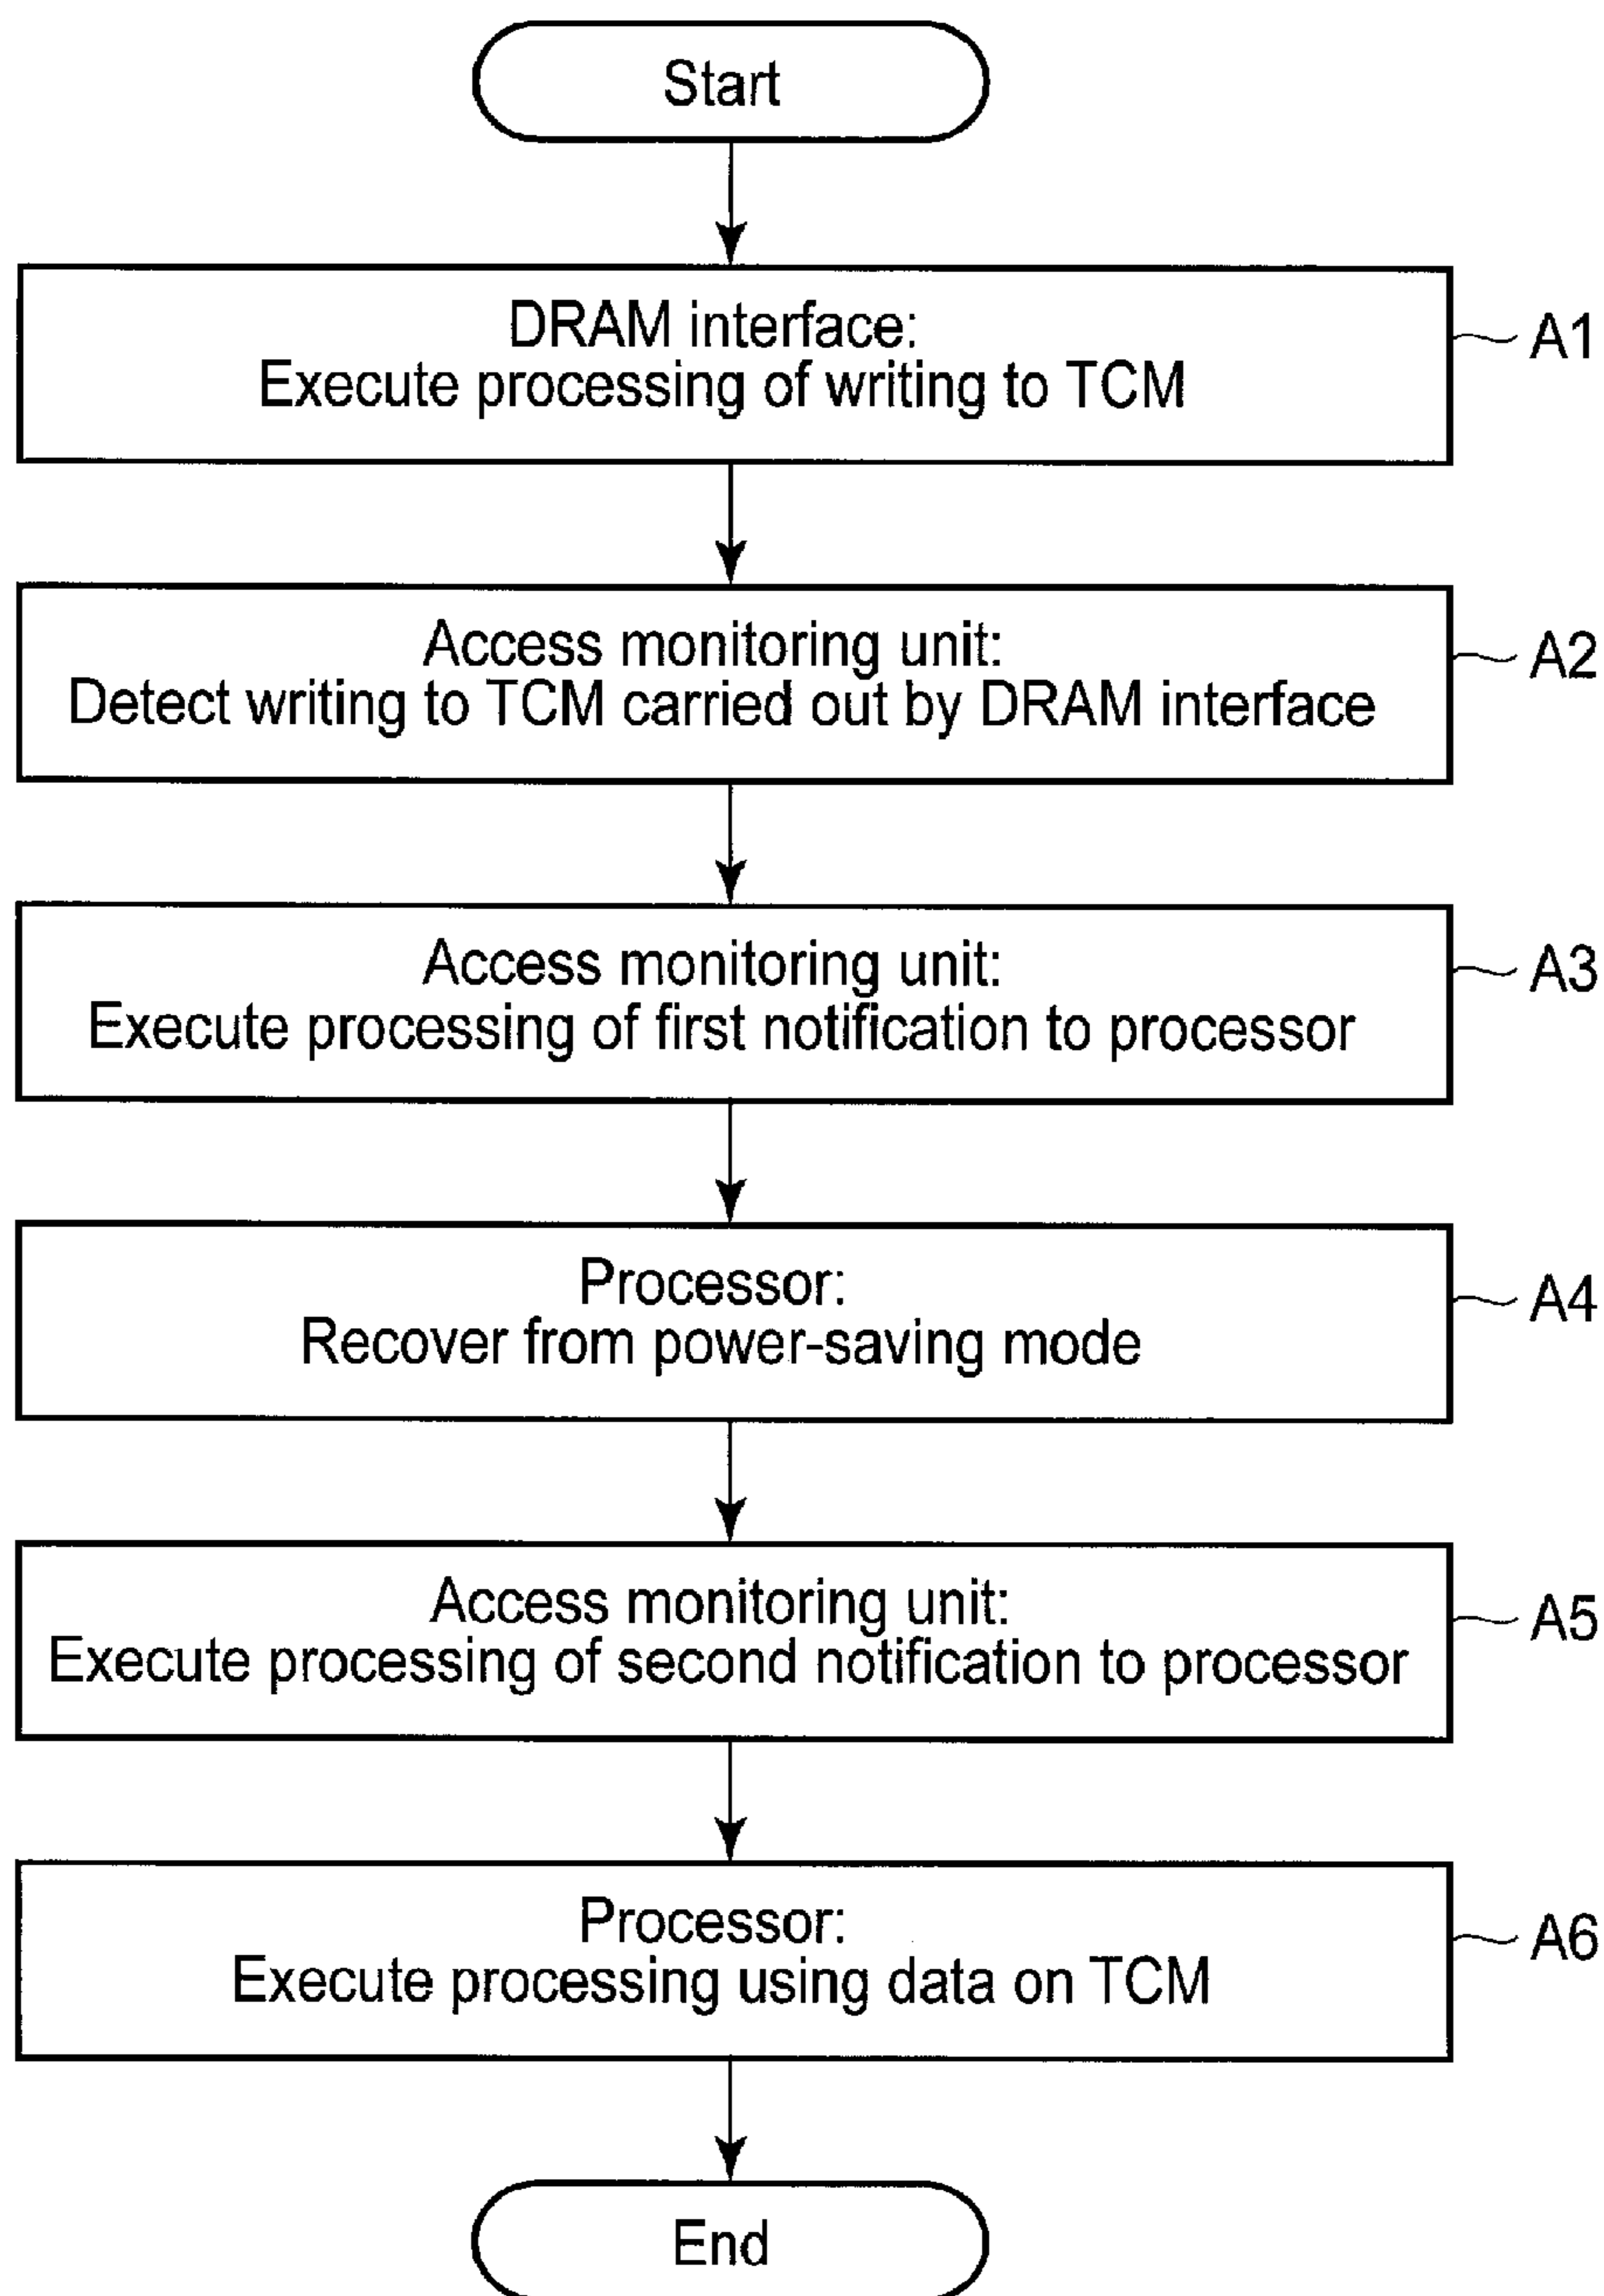 Start
DRAM interface:
Execute processing of writing to TCM
A1
Access monitoring unit:
Detect writing to TCM carried out by DRAM interface
A2
Access monitoring unit:
Execute processing of first notification to processor
A3
Processor:
Recover from power-saving mode
A4
Access monitoring unit:
Execute processing of second notification to processor
A5
Processor:
Execute processing using data on TCM
A6
End